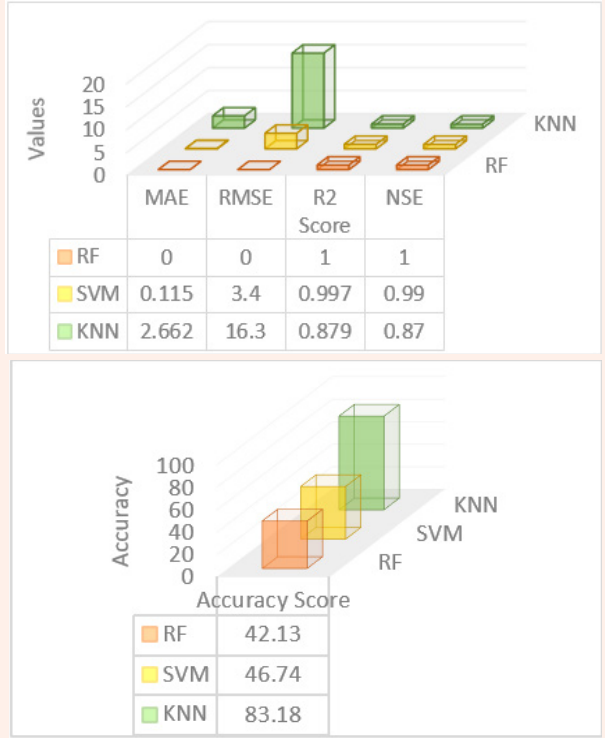 20
15
10
5
0
Values
KNN
RF
MAE RMSE R2 Score NSE
RF 0 0 1 1
SVM 0.115 3.4 0.997 0.99
KNN 2.662 16.3 0.879 0.87
100
80
60
40
20
0
Accuracy
KNN
SVM
RF
Accuracy Score
RF 42.13
SVM 46.74
KNN 83.18